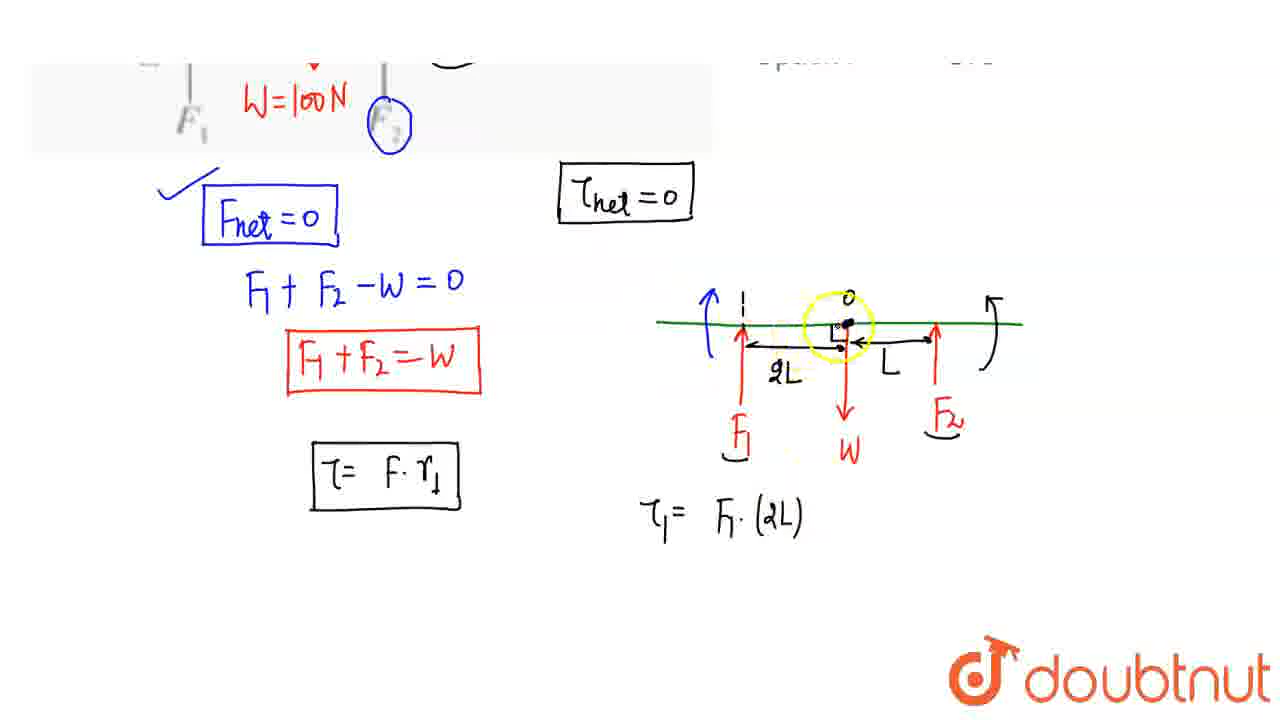 W=100N
F₁
F₂
τnet=0
Fnet=0
F₁+ F₂-W=0
F₁+F₂=W
τ= F·r⊥
O
2L
L
F₁
W
F₂
τ₁= F₁·(2L)
doubtnut